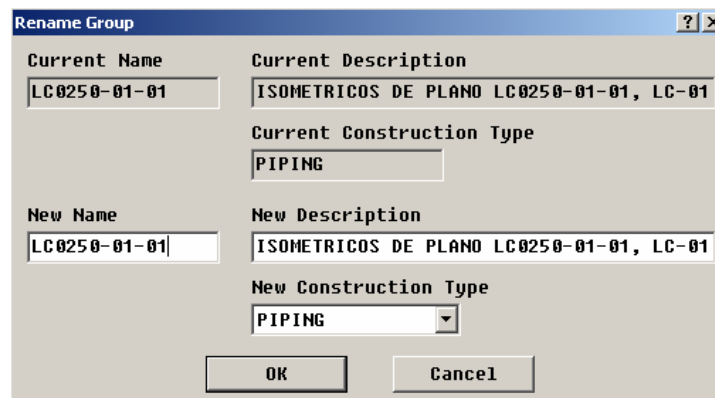 Rename Group
Current Name Current Description
LC0250-01-01 ISOMETRICOS DE PLANO LC0250-01-01, LC-01
Current Construction Type
PIPING
New Name New Description
LC0250-01-01 ISOMETRICOS DE PLANO LC0250-01-01, LC-01
New Construction Type
PIPING
OK Cancel